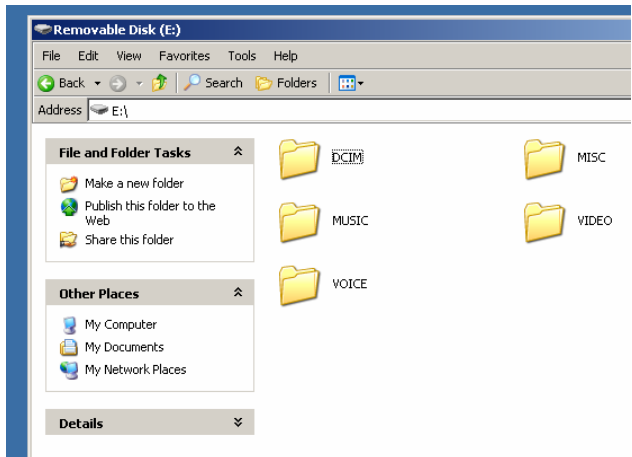 Removable Disk (E:)
File Edit View Favorites Tools Help
Back Search Folders
Address E:\
File and Folder Tasks
Make a new folder
Publish this folder to the
Web
Share this folder
Other Places
My Computer
My Documents
My Network Places
Details
DCIM MISC
MUSIC VIDEO
VOICE